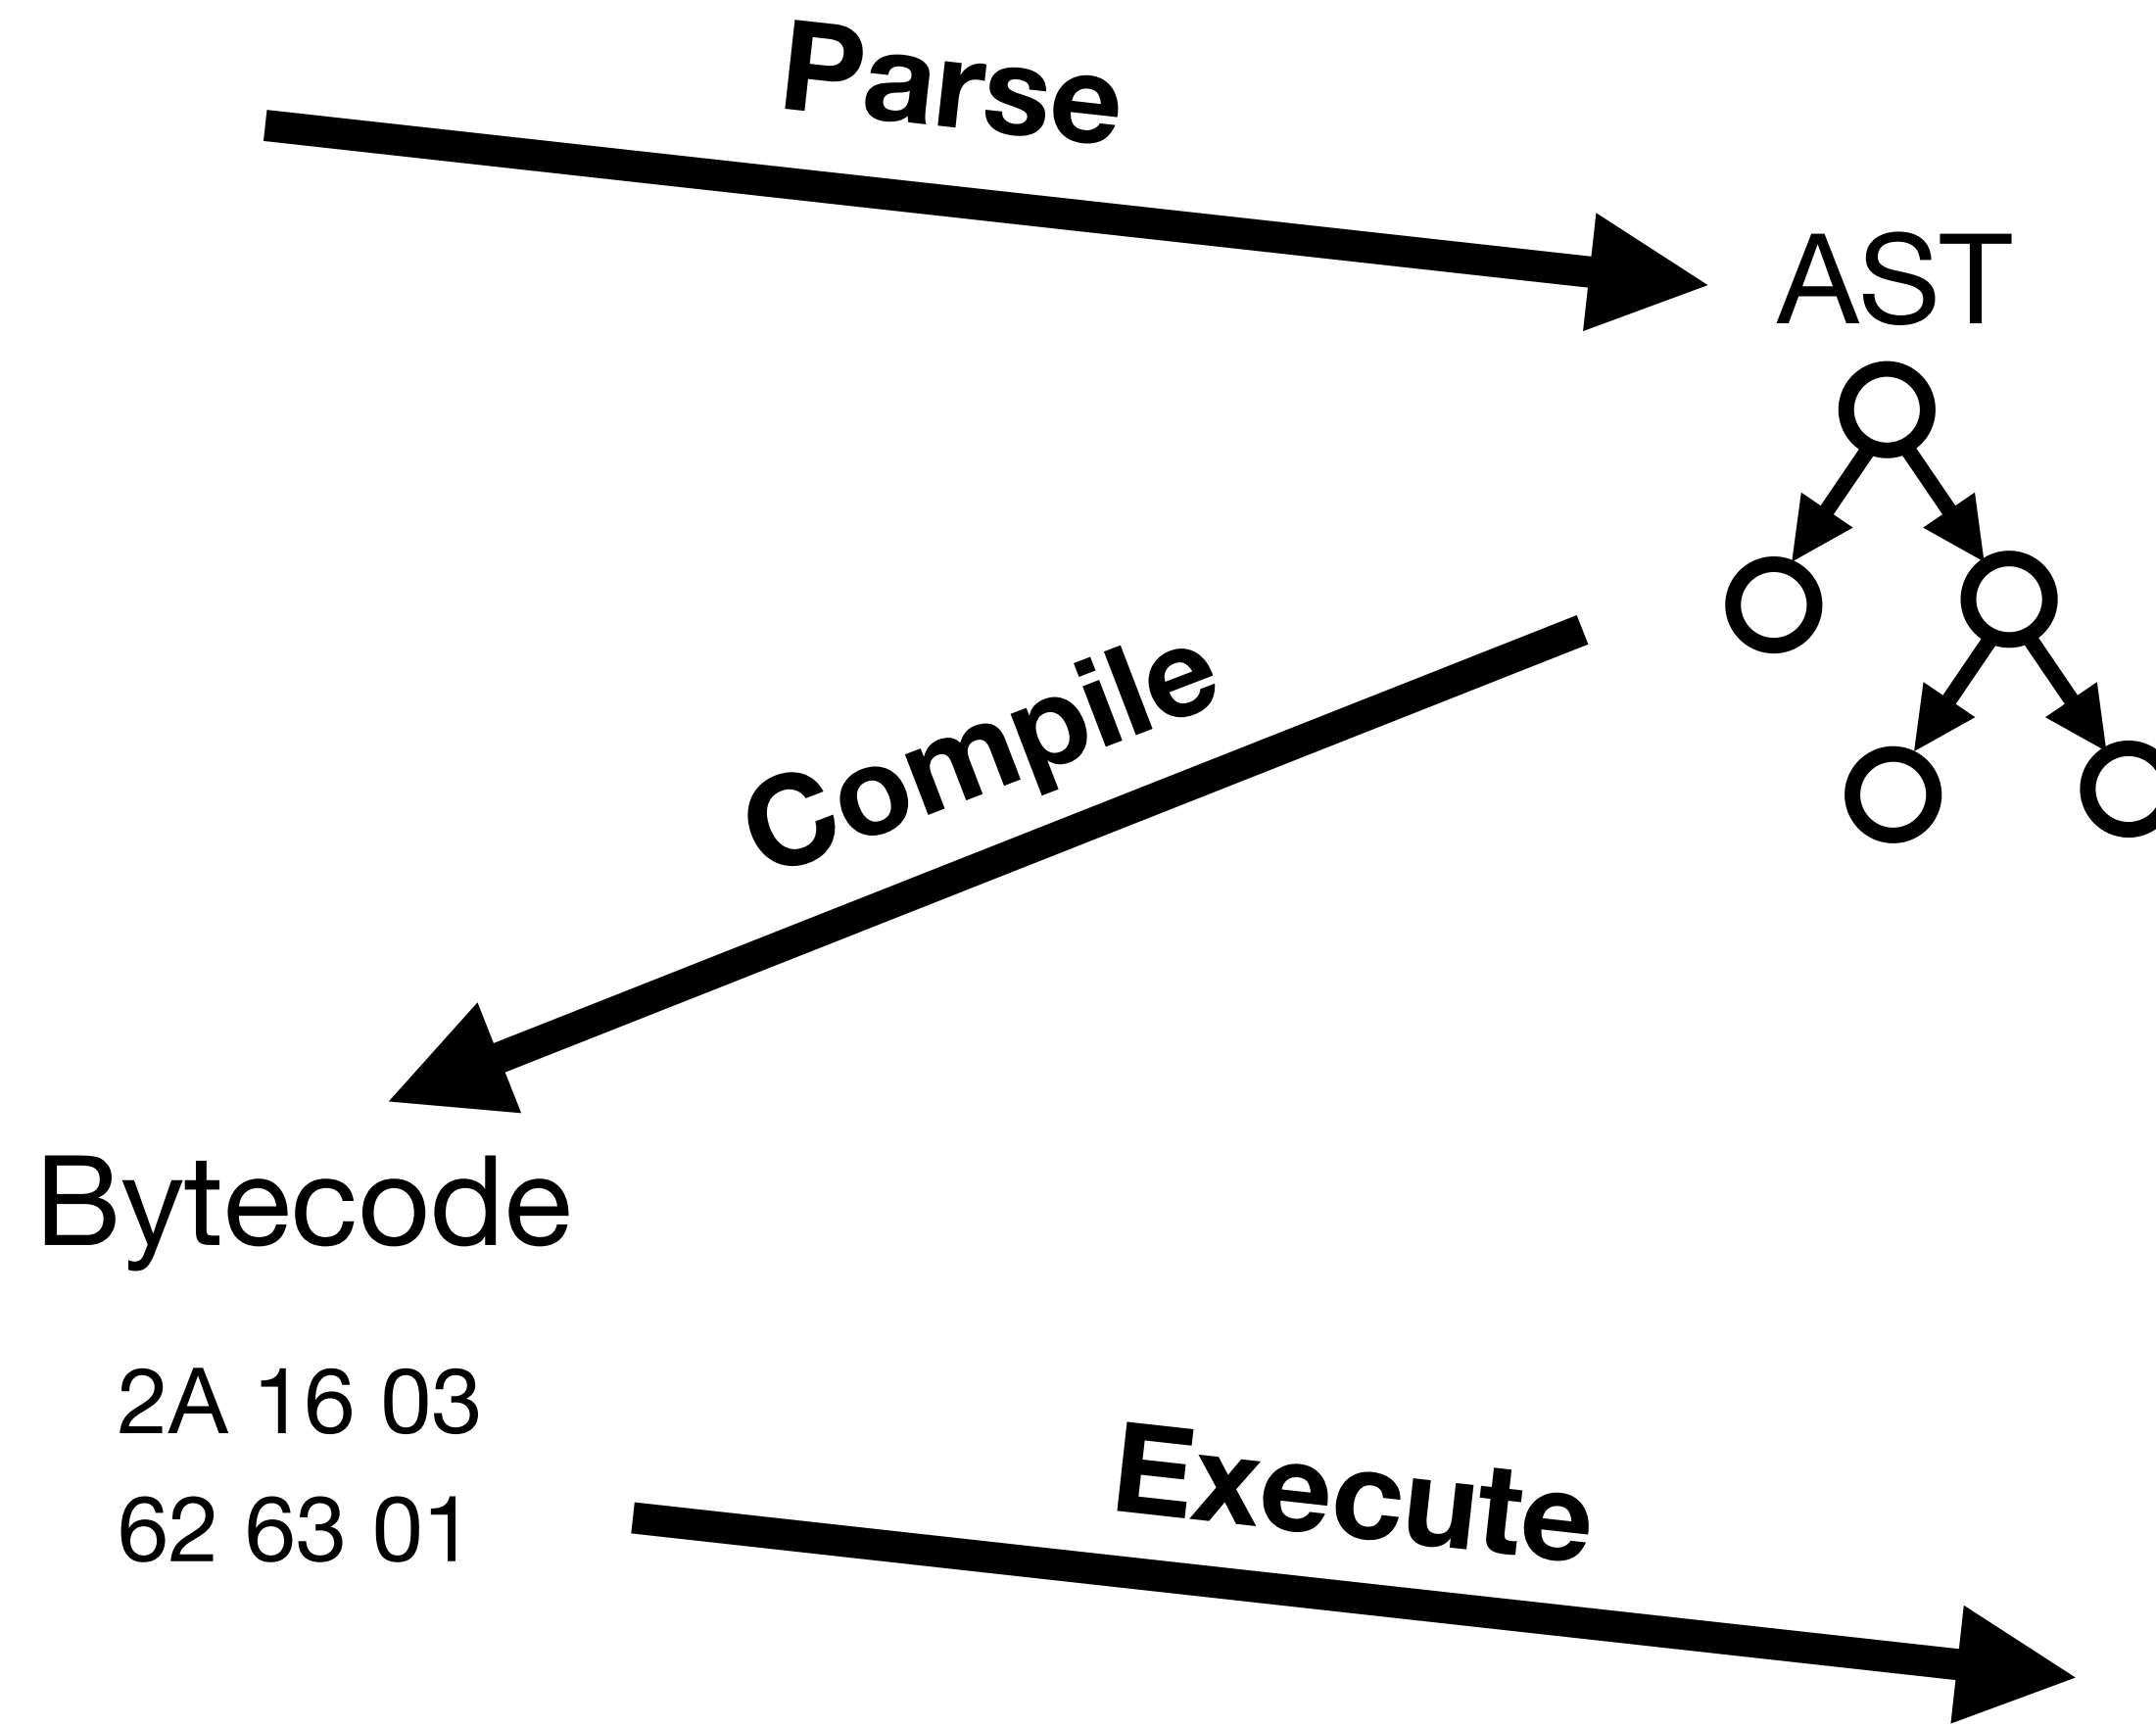 Parse
AST
Compile
Bytecode
2A 16 03
62 63 01
Execute